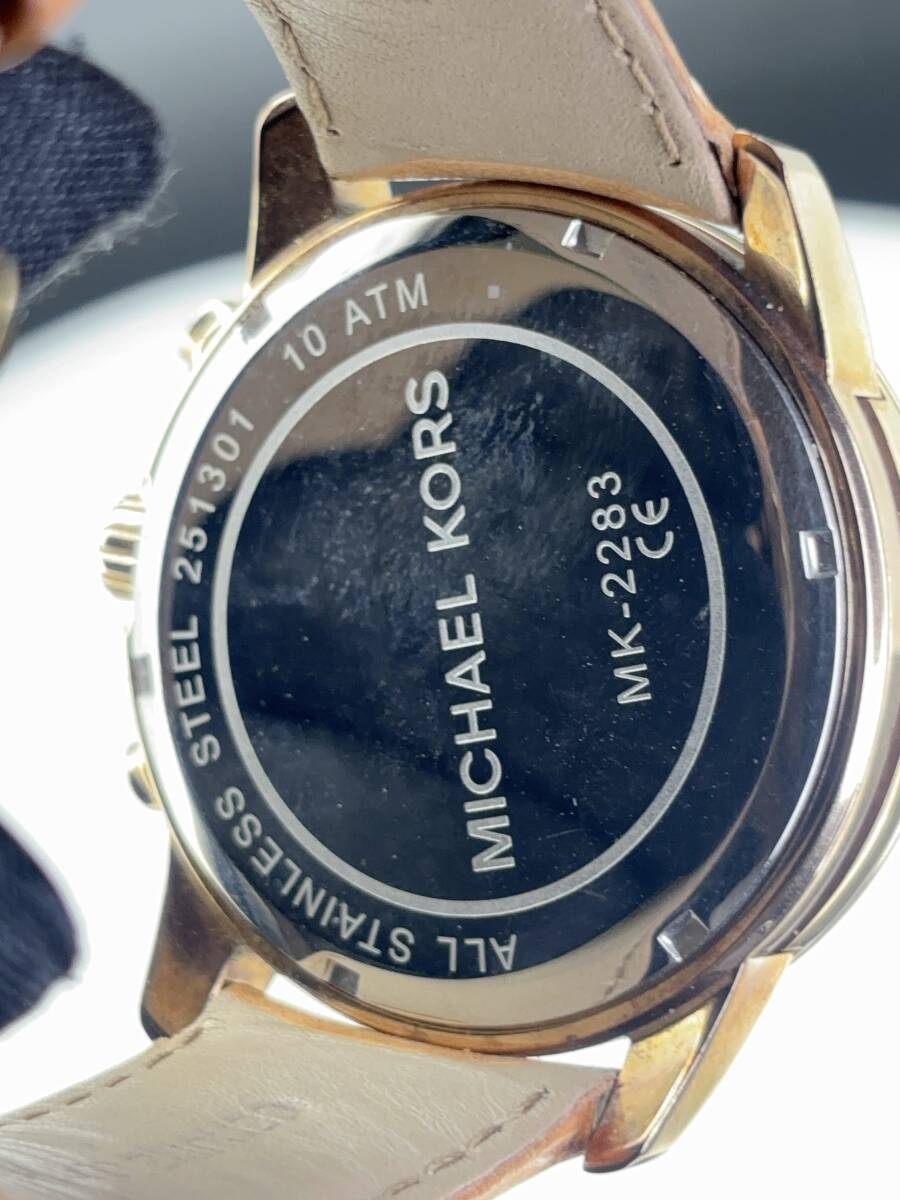 MICHAEL KORS
MK-2283
CE
ALL STAINLESS STEEL 251301 10 ATM